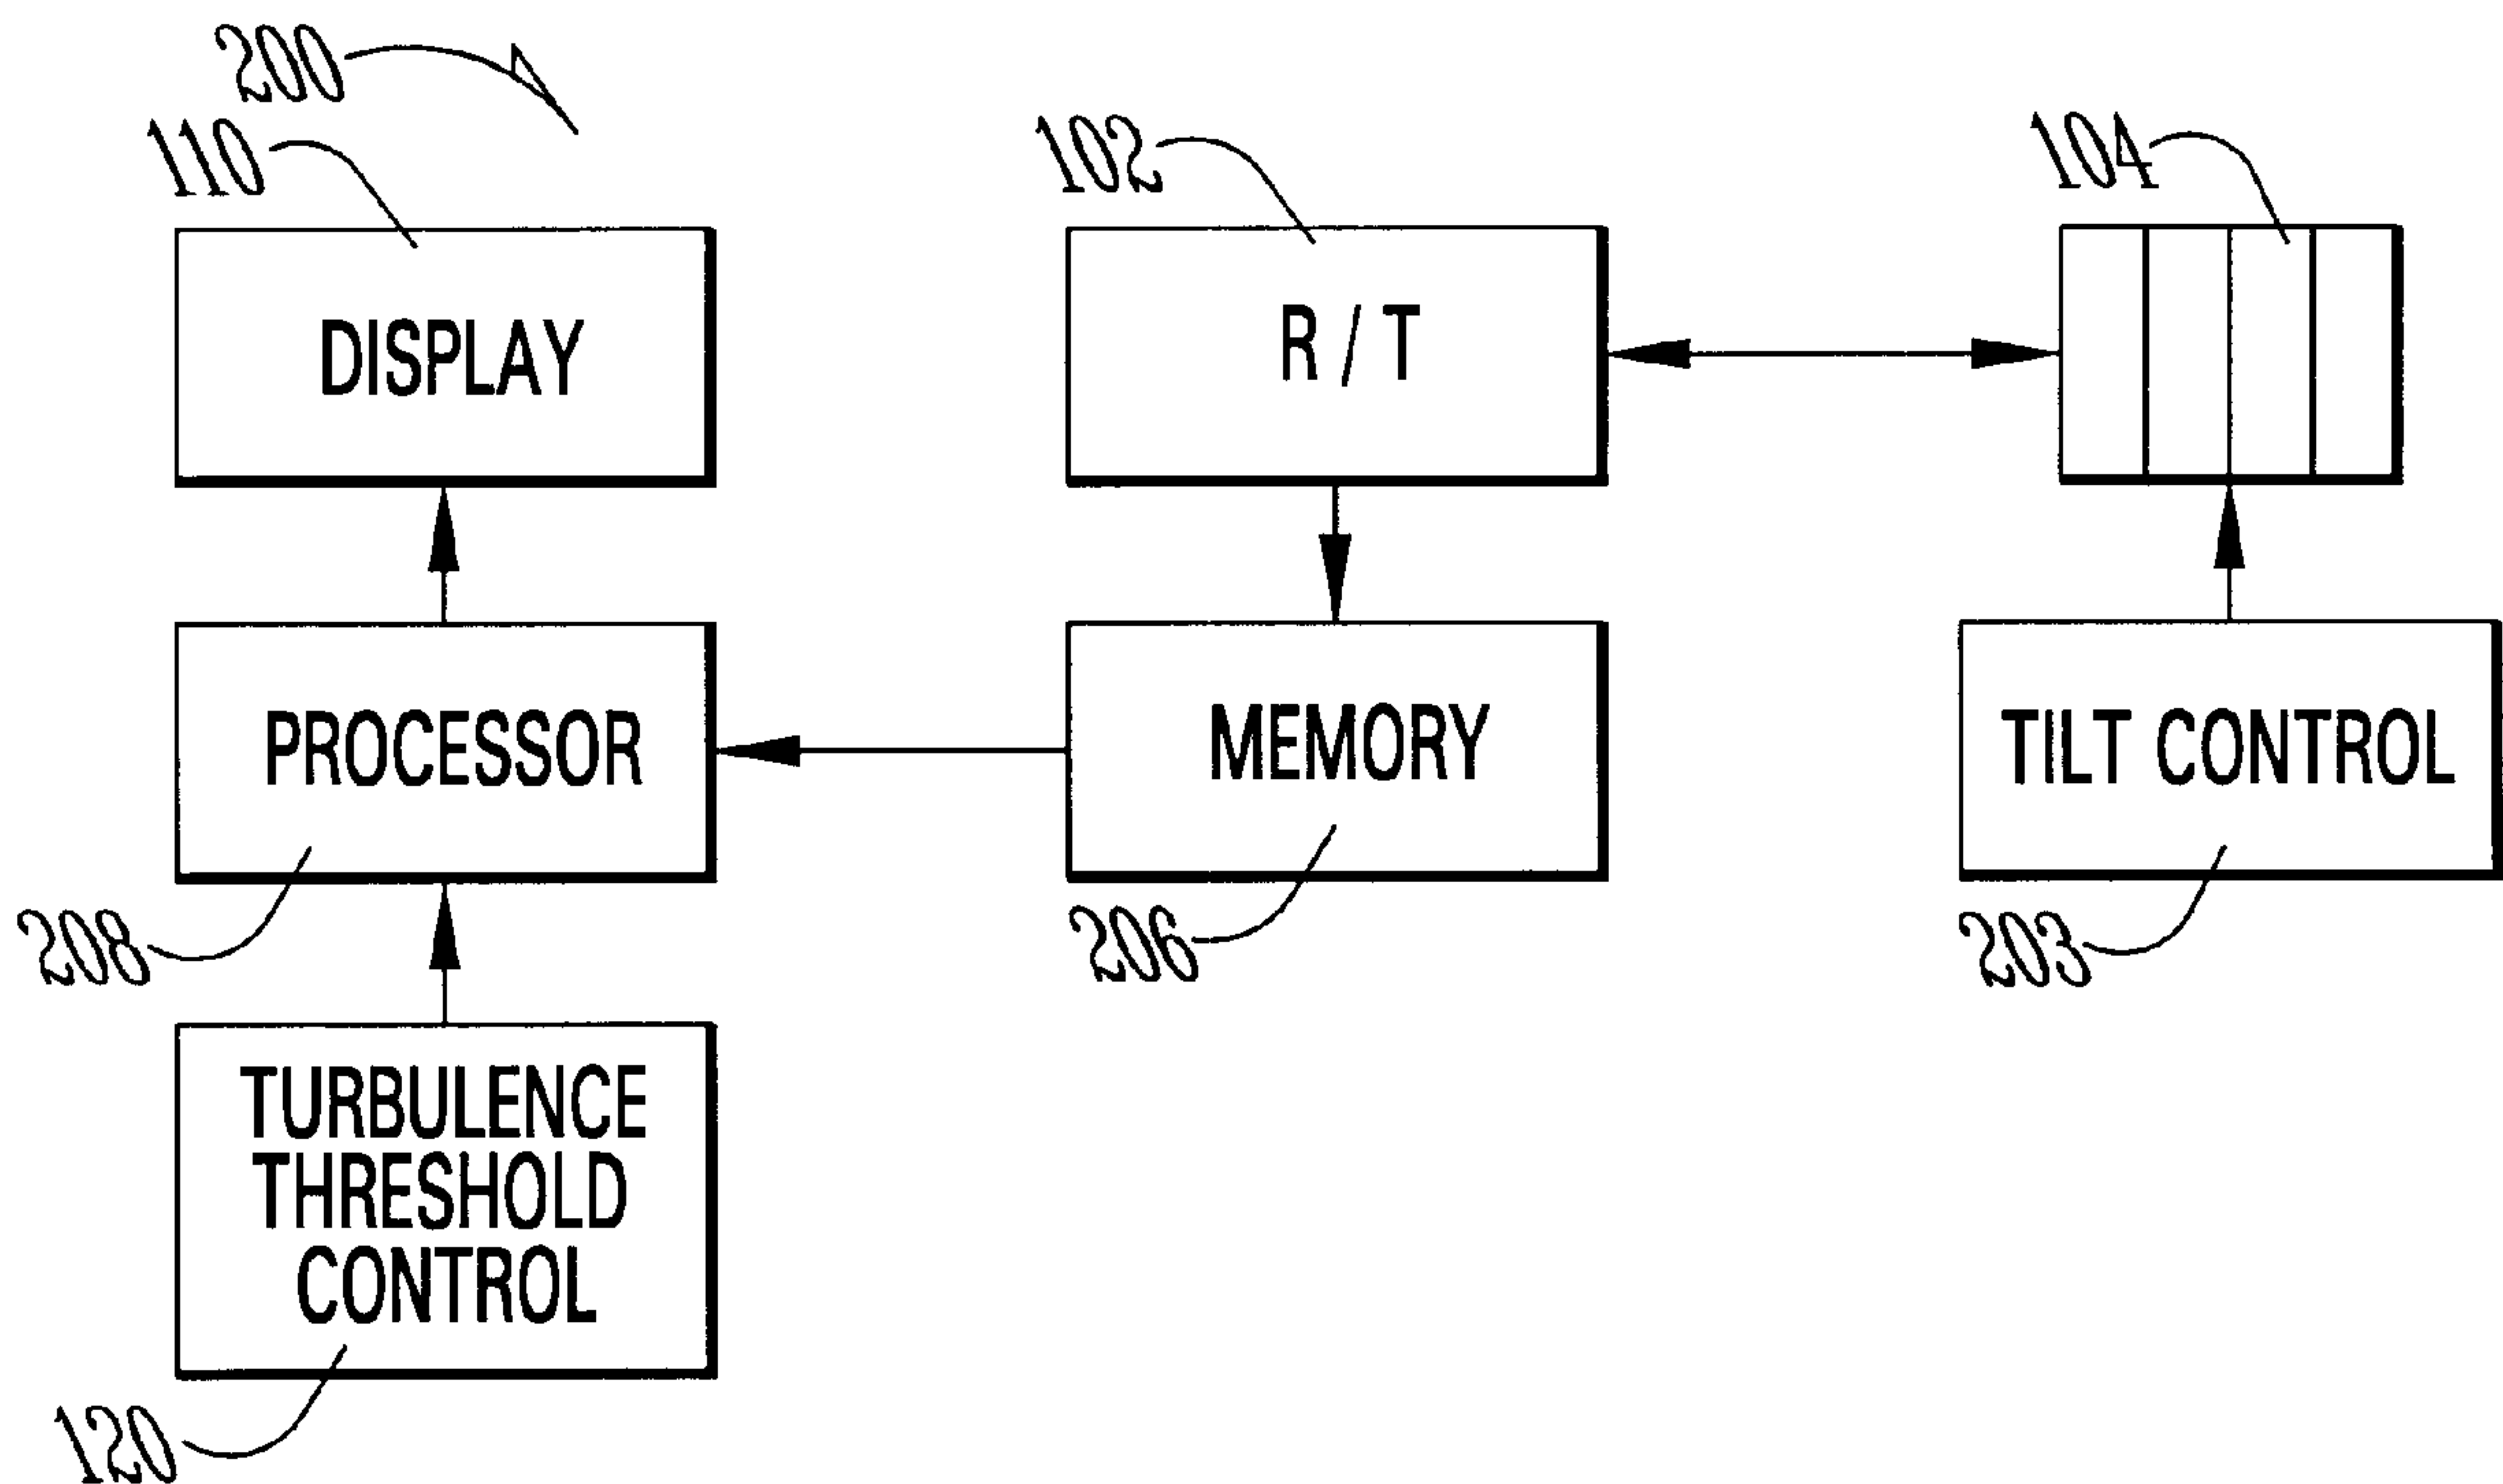 200
110
102
104
DISPLAY
R / T
PROCESSOR
MEMORY
TILT CONTROL
208
206
203
TURBULENCE
THRESHOLD
CONTROL
120